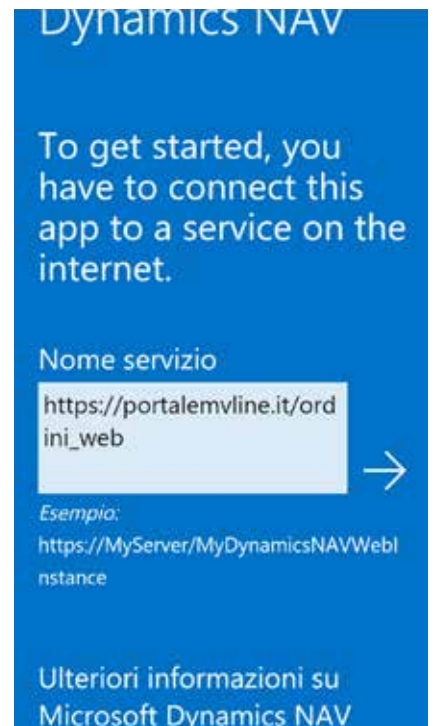 Dynamics NAV
To get started, you
have to connect this
app to a service on the
internet.
Nome servizio
https://portalemvline.it/ord
ini_web
Esempio:
https://MyServer/MyDynamicsNAVWebI
nstance
Ulteriori informazioni su
Microsoft Dynamics NAV